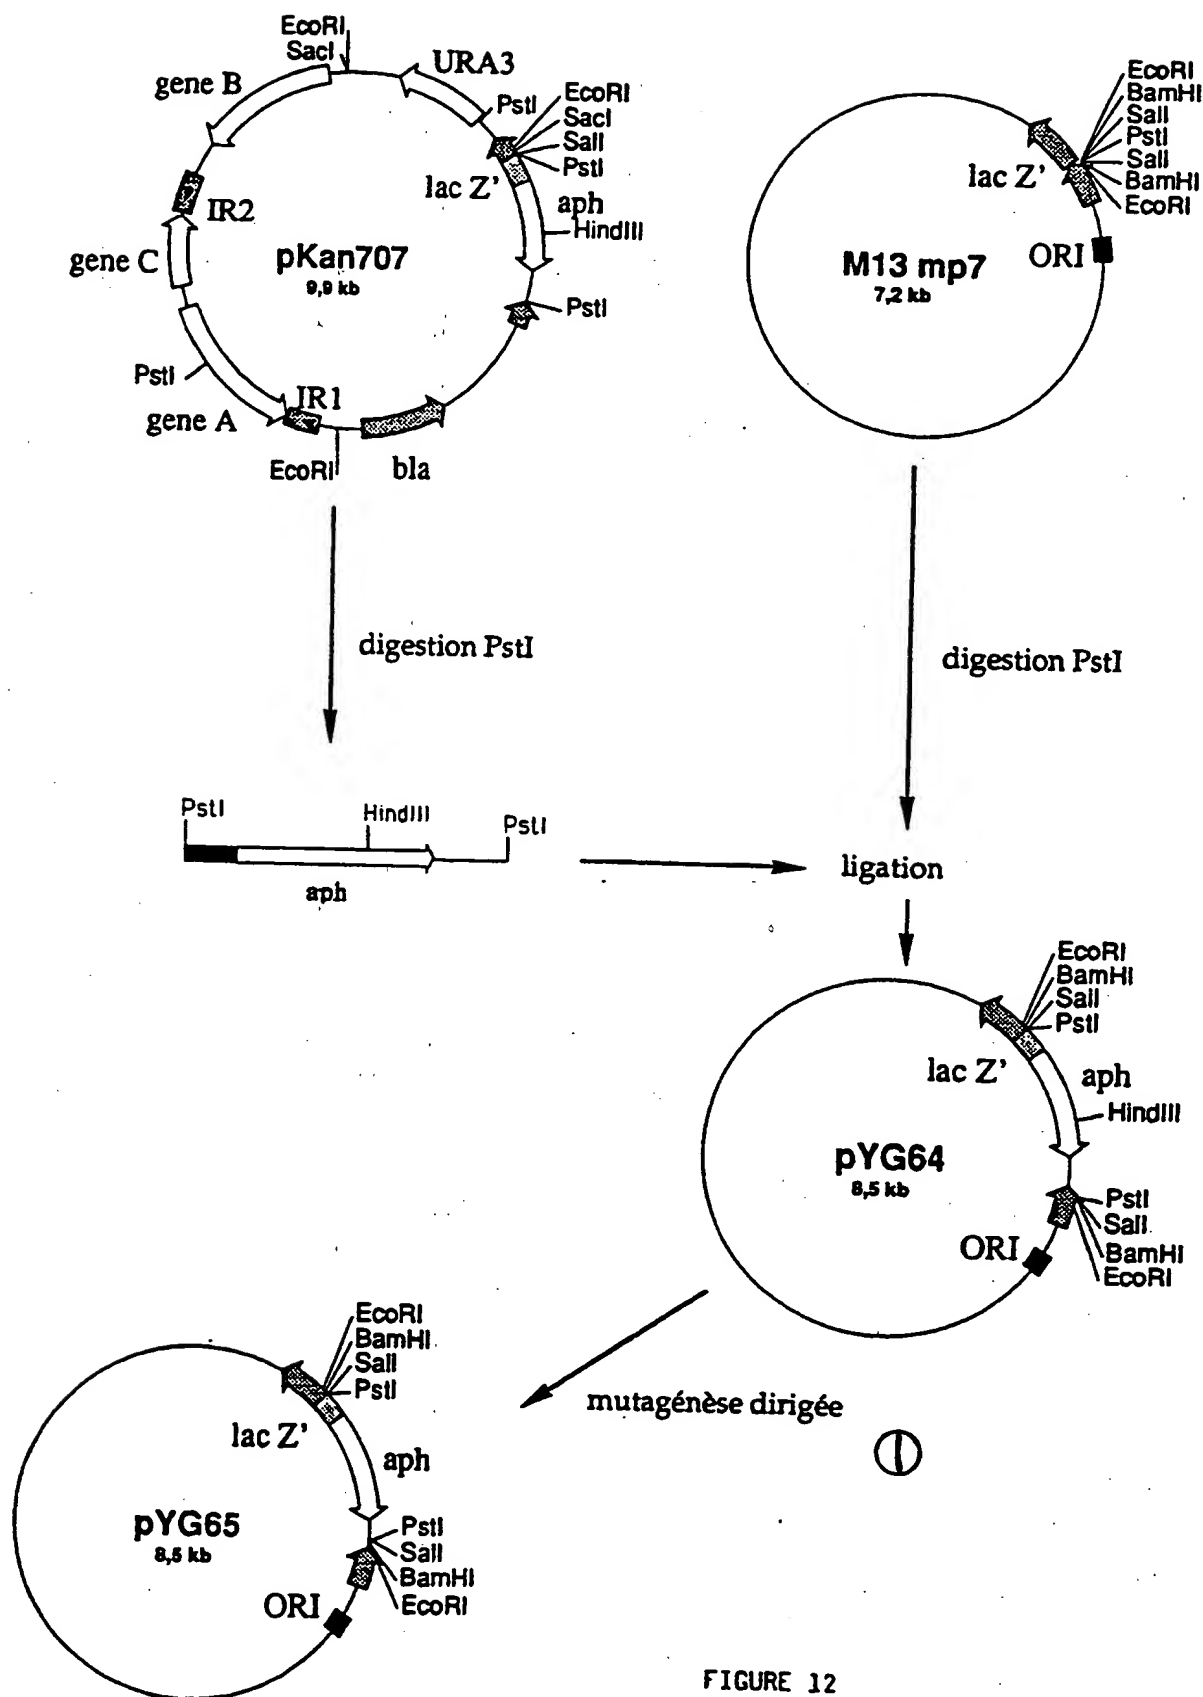 EcoRI
SacI
gene B
URA3
PstI
EcoRI
SacI
SalI
PstI
lac Z'
aph
HindIII
IR2
gene C
pKan707
9,9 kb
PstI
PstI
gene A
IR1
EcoRI
bla
EcoRI
BamHI
SalI
PstI
SalI
BamHI
EcoRI
lac Z'
ORI
M13 mp7
7,2 kb
digestion PstI
digestion PstI
PstI
HindIII
PstI
aph
ligation
EcoRI
BamHI
SalI
PstI
lac Z'
aph
HindIII
pYG64
8,5 kb
PstI
SalI
BamHI
EcoRI
ORI
mutagénèse dirigée
EcoRI
BamHI
SalI
PstI
lac Z'
aph
pYG65
8,5 kb
PstI
SalI
BamHI
EcoRI
ORI
FIGURE 12